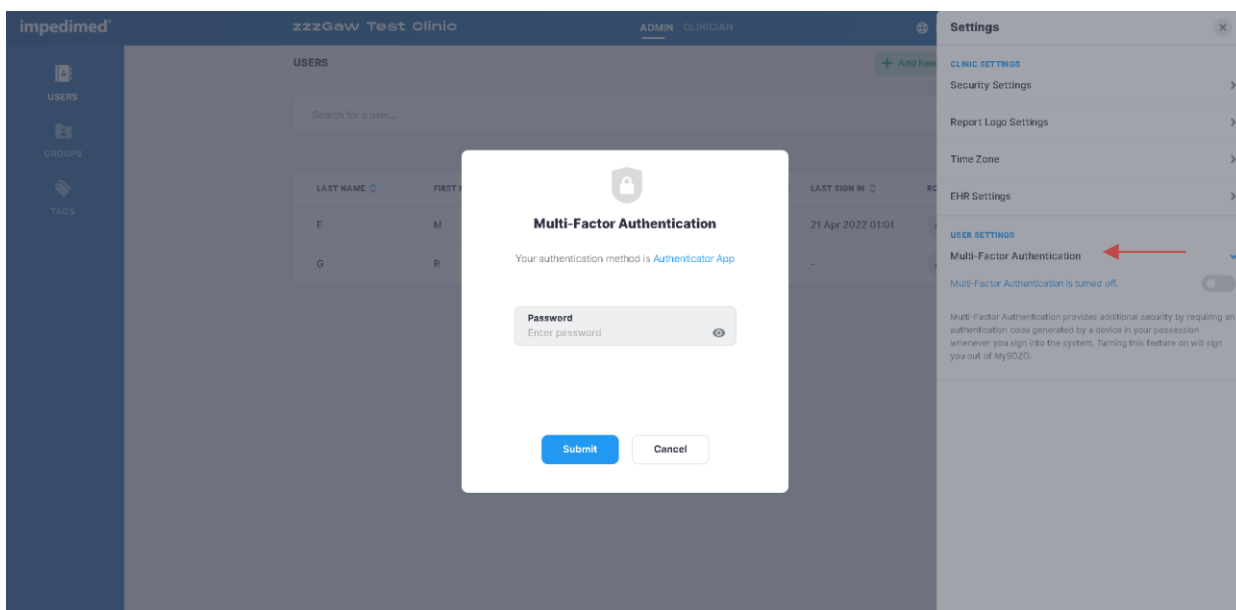 impedimed®
zzzGaw Test Clinic
ADMIN CLINICIAN
USERS
GROUPS
TAGS
USERS
+ Add New
Search for a user...
LAST NAME FIRST LAST SIGN IN
E M 21 Apr 2022 01:01
G R -
Multi-Factor Authentication
Your authentication method is Authenticator App
Password
Enter password
Submit Cancel
Settings
CLINIC SETTINGS
Security Settings
Report Logo Settings
Time Zone
EHR Settings
USER SETTINGS
Multi-Factor Authentication
Multi-Factor Authentication is turned off.
Multi-Factor Authentication provides additional security by requiring an
authentication code generated by a device in your possession
whenever you sign into the system. Turning this feature on will sign
you out of MySOZO.